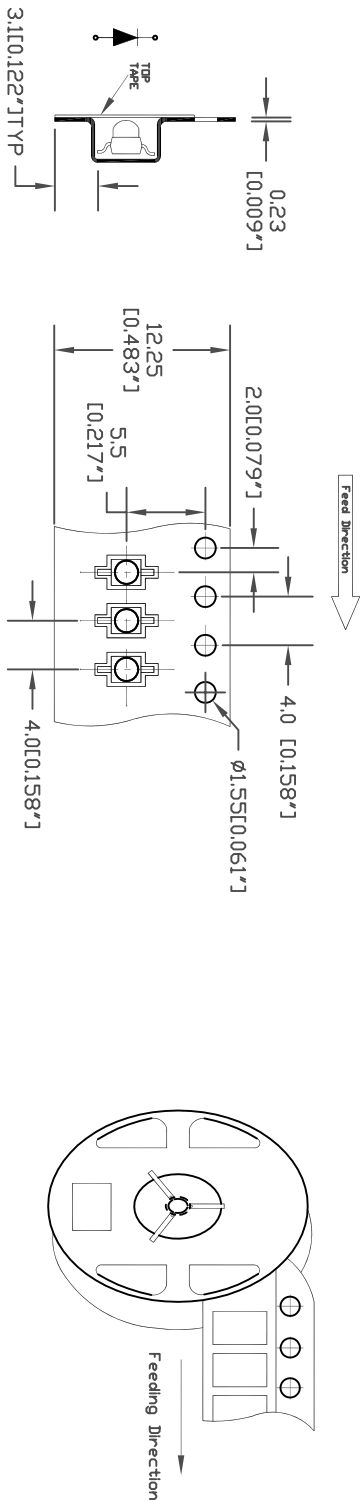 Feed Direction
4.0 [0.158"]
2.0[0.079"]
Ø1.55[0.061"]
12.25
[0.483"]
5.5
[0.217"]
4.0[0.158"]
0.23
[0.009"]
TOP
TAPE
3.1[0.122"]TYP
Feeding Direction